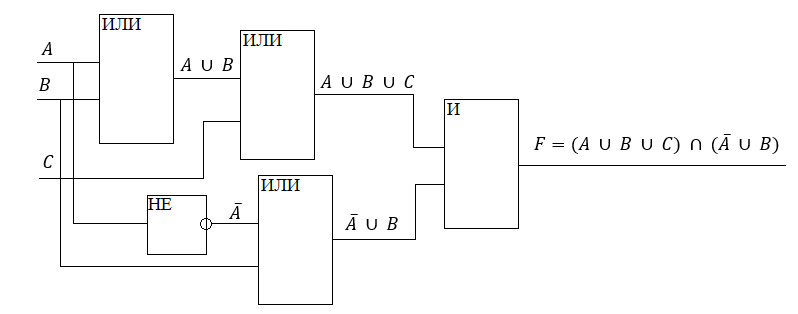 ИЛИ
A
A ∪ B
ИЛИ
B
A ∪ B ∪ C
И
F = (A ∪ B ∪ C) ∩ (Ā ∪ B)
C
ИЛИ
НЕ
Ā
Ā ∪ B